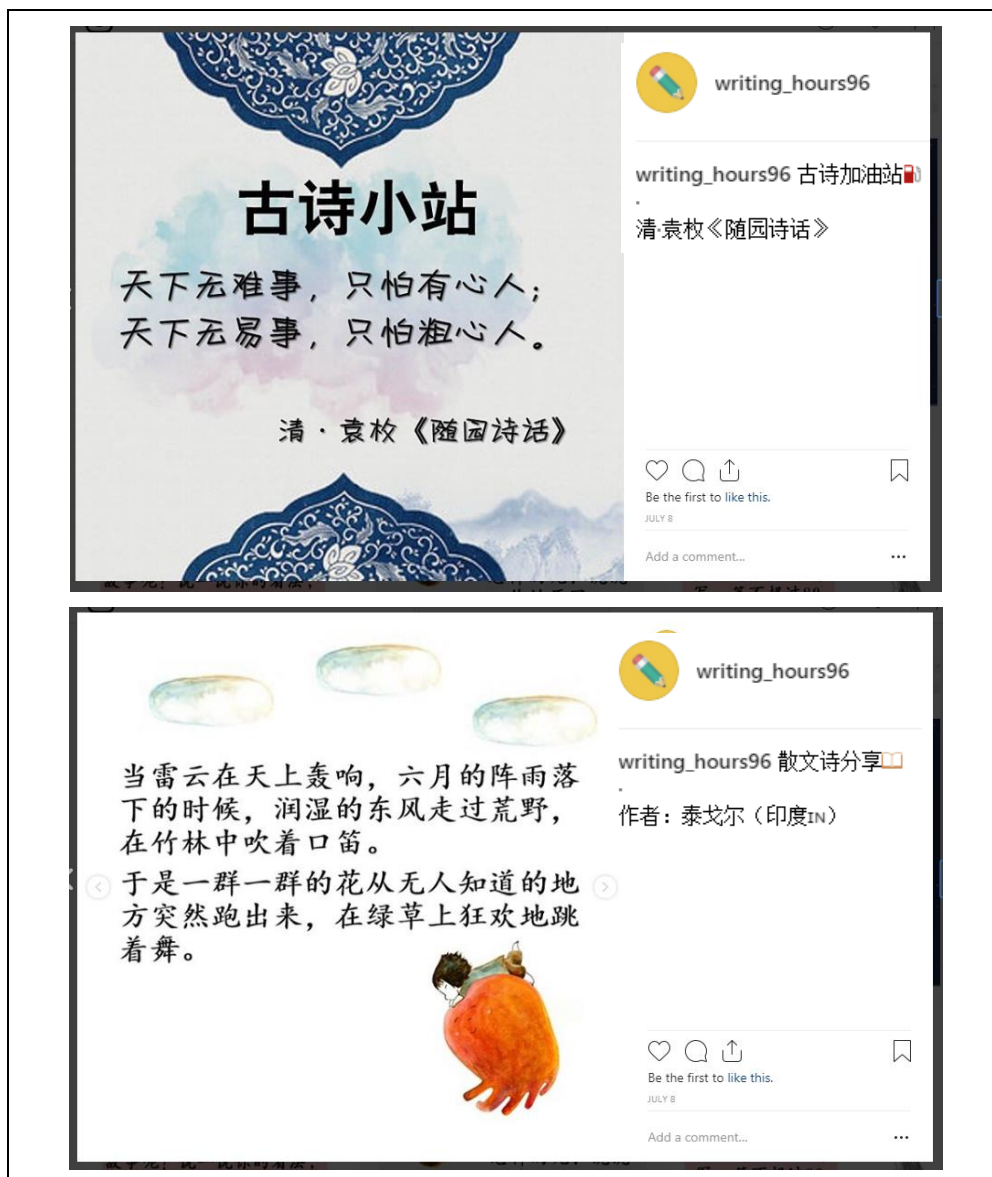 古诗小站
天下无难事，只怕有心人；
天下无易事，只怕粗心人。
清·袁枚《随园诗话》
writing_hours96
writing_hours96 古诗加油站
.
清·袁枚《随园诗话》
Be the first to like this.
JULY 8
Add a comment...
当雷云在天上轰响，六月的阵雨落
下的时候，润湿的东风走过荒野，
在竹林中吹着口笛。
于是一群一群的花从无人知道的地
方突然跑出来，在绿草上狂欢地跳
着舞。
writing_hours96
writing_hours96 散文诗分享
.
作者：泰戈尔（印度IN）
Be the first to like this.
JULY 8
Add a comment...